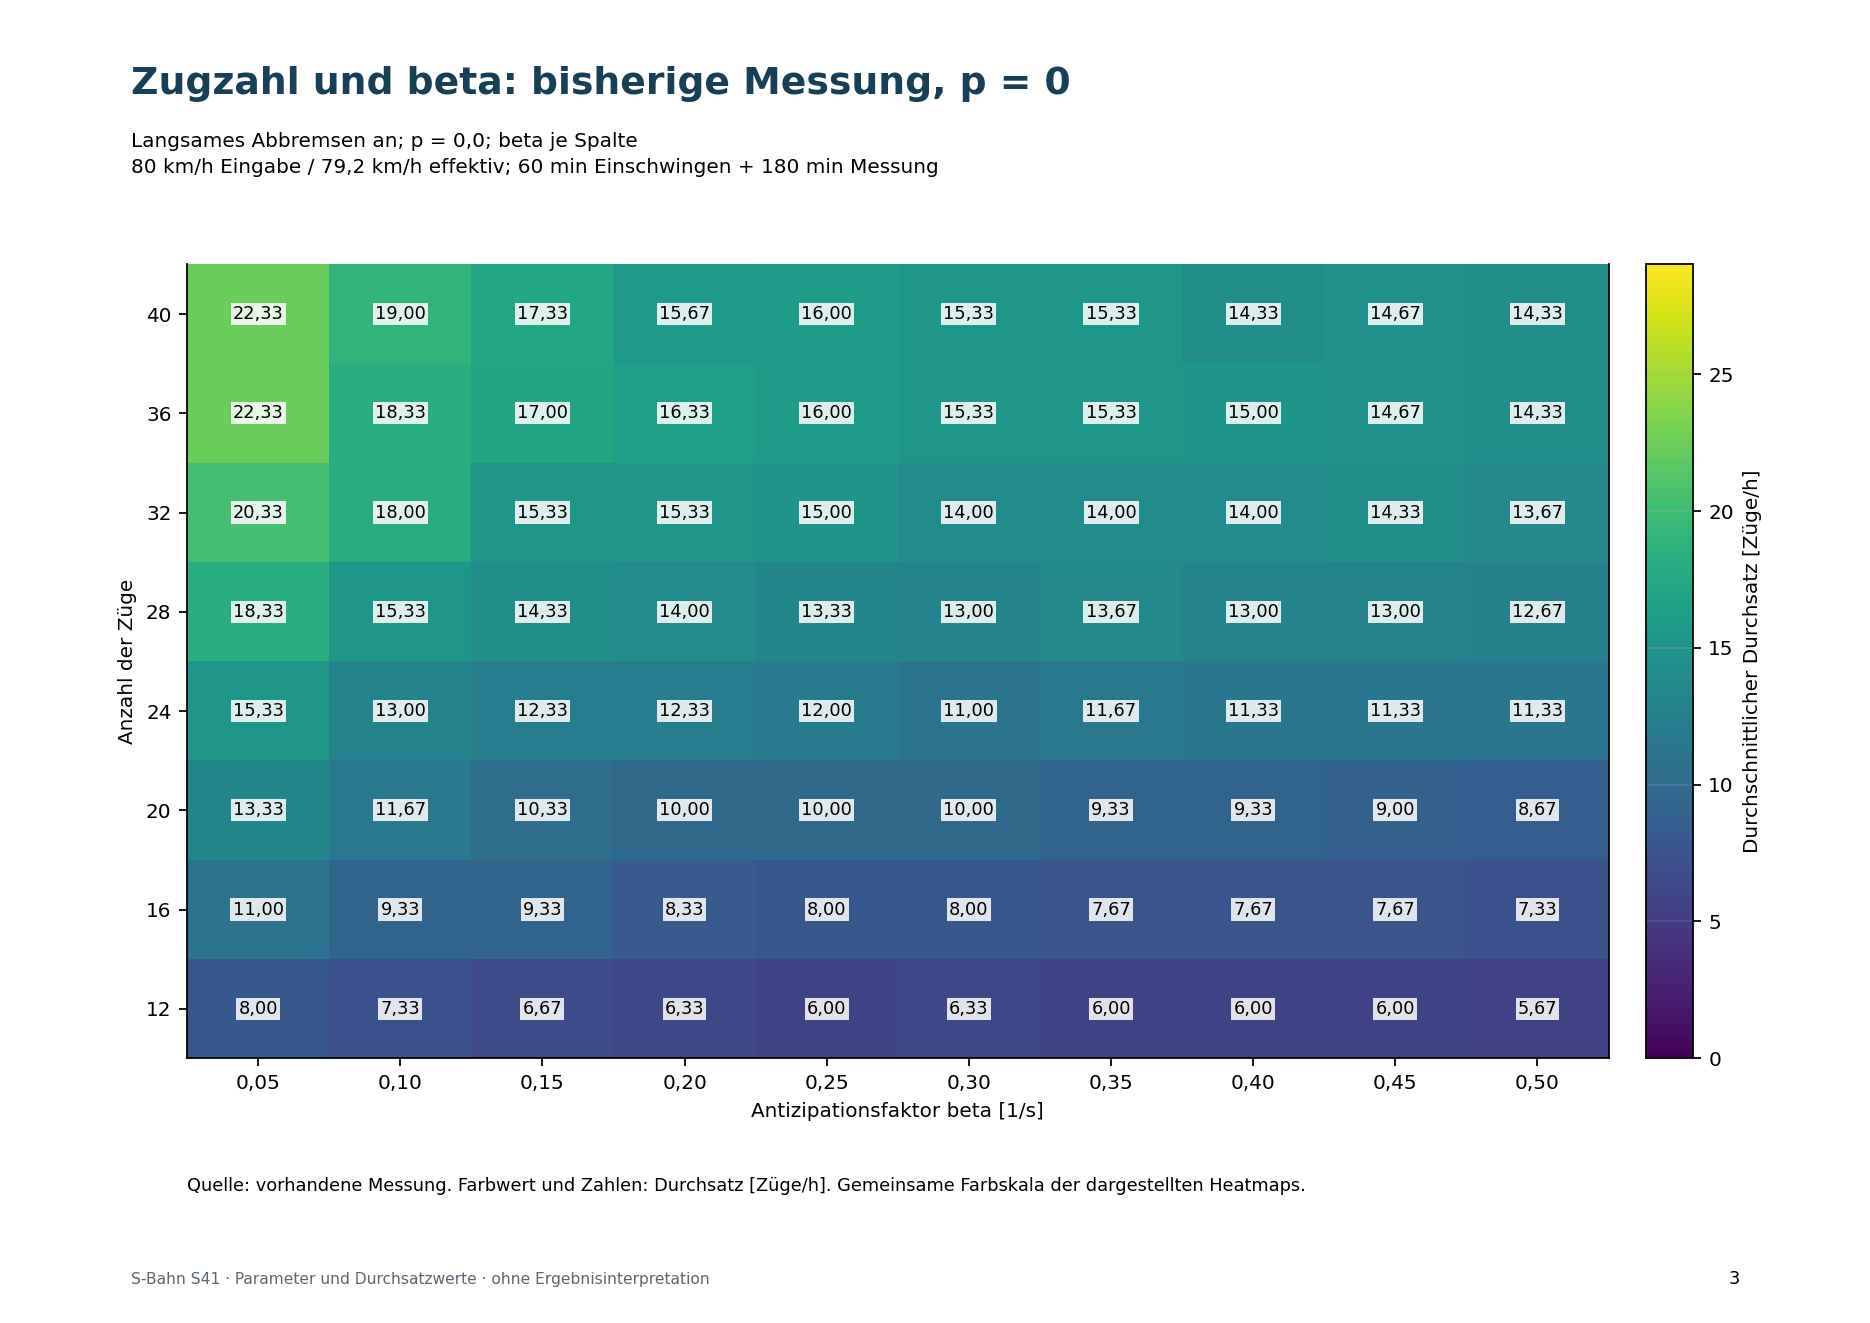 Zugzahl und beta: bisherige Messung, p = 0
Langsames Abbremsen an; p = 0,0; beta je Spalte
80 km/h Eingabe / 79,2 km/h effektiv; 60 min Einschwingen + 180 min Messung
Anzahl der Züge
40 22,33 19,00 17,33 15,67 16,00 15,33 15,33 14,33 14,67 14,33
36 22,33 18,33 17,00 16,33 16,00 15,33 15,33 15,00 14,67 14,33
32 20,33 18,00 15,33 15,33 15,00 14,00 14,00 14,00 14,33 13,67
28 18,33 15,33 14,33 14,00 13,33 13,00 13,67 13,00 13,00 12,67
24 15,33 13,00 12,33 12,33 12,00 11,00 11,67 11,33 11,33 11,33
20 13,33 11,67 10,33 10,00 10,00 10,00 9,33 9,33 9,00 8,67
16 11,00 9,33 9,33 8,33 8,00 8,00 7,67 7,67 7,67 7,33
12 8,00 7,33 6,67 6,33 6,00 6,33 6,00 6,00 6,00 5,67
0,05 0,10 0,15 0,20 0,25 0,30 0,35 0,40 0,45 0,50
Antizipationsfaktor beta [1/s]
25
20
15
10
5
0
Durchschnittlicher Durchsatz [Züge/h]
Quelle: vorhandene Messung. Farbwert und Zahlen: Durchsatz [Züge/h]. Gemeinsame Farbskala der dargestellten Heatmaps.
S-Bahn S41 · Parameter und Durchsatzwerte · ohne Ergebnisinterpretation
3